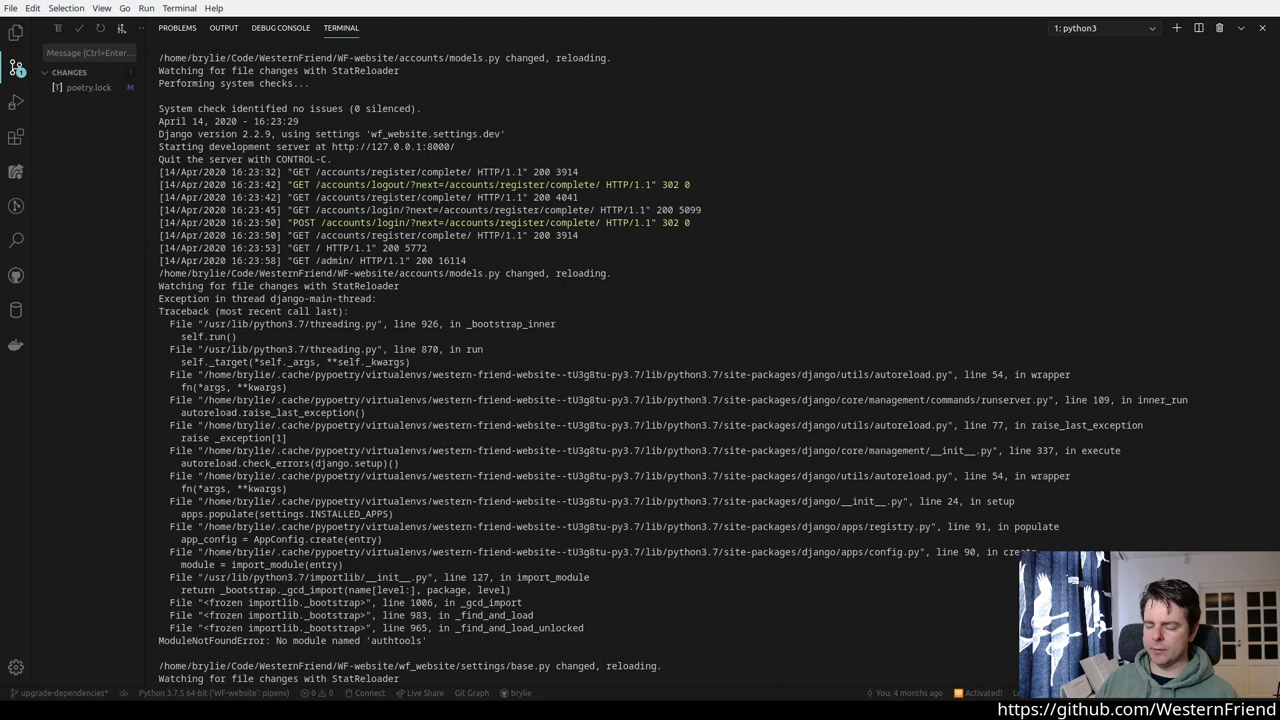 File Edit Selection View Go Run Terminal Help
PROBLEMS OUTPUT DEBUG CONSOLE TERMINAL
1: python3
Message (Ctrl+Enter...
CHANGES 1
[T] poetry.lock M
/home/brylie/Code/WesternFriend/WF-website/accounts/models.py changed, reloading.
Watching for file changes with StatReloader
Performing system checks...
System check identified no issues (0 silenced).
April 14, 2020 - 16:23:29
Django version 2.2.9, using settings 'wf_website.settings.dev'
Starting development server at http://127.0.0.1:8000/
Quit the server with CONTROL-C.
[14/Apr/2020 16:23:32] "GET /accounts/register/complete/ HTTP/1.1" 200 3914
[14/Apr/2020 16:23:42] "GET /accounts/logout/?next=/accounts/register/complete/ HTTP/1.1" 302 0
[14/Apr/2020 16:23:42] "GET /accounts/register/complete/ HTTP/1.1" 200 4041
[14/Apr/2020 16:23:45] "GET /accounts/login/?next=/accounts/register/complete/ HTTP/1.1" 200 5099
[14/Apr/2020 16:23:50] "POST /accounts/login/?next=/accounts/register/complete/ HTTP/1.1" 302 0
[14/Apr/2020 16:23:50] "GET /accounts/register/complete/ HTTP/1.1" 200 3914
[14/Apr/2020 16:23:53] "GET / HTTP/1.1" 200 5772
[14/Apr/2020 16:23:58] "GET /admin/ HTTP/1.1" 200 16114
/home/brylie/Code/WesternFriend/WF-website/accounts/models.py changed, reloading.
Watching for file changes with StatReloader
Exception in thread django-main-thread:
Traceback (most recent call last):
File "/usr/lib/python3.7/threading.py", line 926, in _bootstrap_inner
self.run()
File "/usr/lib/python3.7/threading.py", line 870, in run
self._target(*self._args, **self._kwargs)
File "/home/brylie/.cache/pypoetry/virtualenvs/western-friend-website--tU3g8tu-py3.7/lib/python3.7/site-packages/django/utils/autoreload.py", line 54, in wrapper
fn(*args, **kwargs)
File "/home/brylie/.cache/pypoetry/virtualenvs/western-friend-website--tU3g8tu-py3.7/lib/python3.7/site-packages/django/core/management/commands/runserver.py", line 109, in inner_run
autoreload.raise_last_exception()
File "/home/brylie/.cache/pypoetry/virtualenvs/western-friend-website--tU3g8tu-py3.7/lib/python3.7/site-packages/django/utils/autoreload.py", line 77, in raise_last_exception
raise _exception[1]
File "/home/brylie/.cache/pypoetry/virtualenvs/western-friend-website--tU3g8tu-py3.7/lib/python3.7/site-packages/django/core/management/__init__.py", line 337, in execute
autoreload.check_errors(django.setup)()
File "/home/brylie/.cache/pypoetry/virtualenvs/western-friend-website--tU3g8tu-py3.7/lib/python3.7/site-packages/django/utils/autoreload.py", line 54, in wrapper
fn(*args, **kwargs)
File "/home/brylie/.cache/pypoetry/virtualenvs/western-friend-website--tU3g8tu-py3.7/lib/python3.7/site-packages/django/__init__.py", line 24, in setup
apps.populate(settings.INSTALLED_APPS)
File "/home/brylie/.cache/pypoetry/virtualenvs/western-friend-website--tU3g8tu-py3.7/lib/python3.7/site-packages/django/apps/registry.py", line 91, in populate
app_config = AppConfig.create(entry)
File "/home/brylie/.cache/pypoetry/virtualenvs/western-friend-website--tU3g8tu-py3.7/lib/python3.7/site-packages/django/apps/config.py", line 90, in create
module = import_module(entry)
File "/usr/lib/python3.7/importlib/__init__.py", line 127, in import_module
return _bootstrap._gcd_import(name[level:], package, level)
File "<frozen importlib._bootstrap>", line 1006, in _gcd_import
File "<frozen importlib._bootstrap>", line 983, in _find_and_load
File "<frozen importlib._bootstrap>", line 965, in _find_and_load_unlocked
ModuleNotFoundError: No module named 'authtools'
/home/brylie/Code/WesternFriend/WF-website/wf_website/settings/base.py changed, reloading.
Watching for file changes with StatReloader
upgrade-dependencies* Python 3.7.5 64-bit ('WF-website': pipenv) 0 0 Connect Live Share Git Graph brylie You, 4 months ago Activated!
https://github.com/WesternFriend